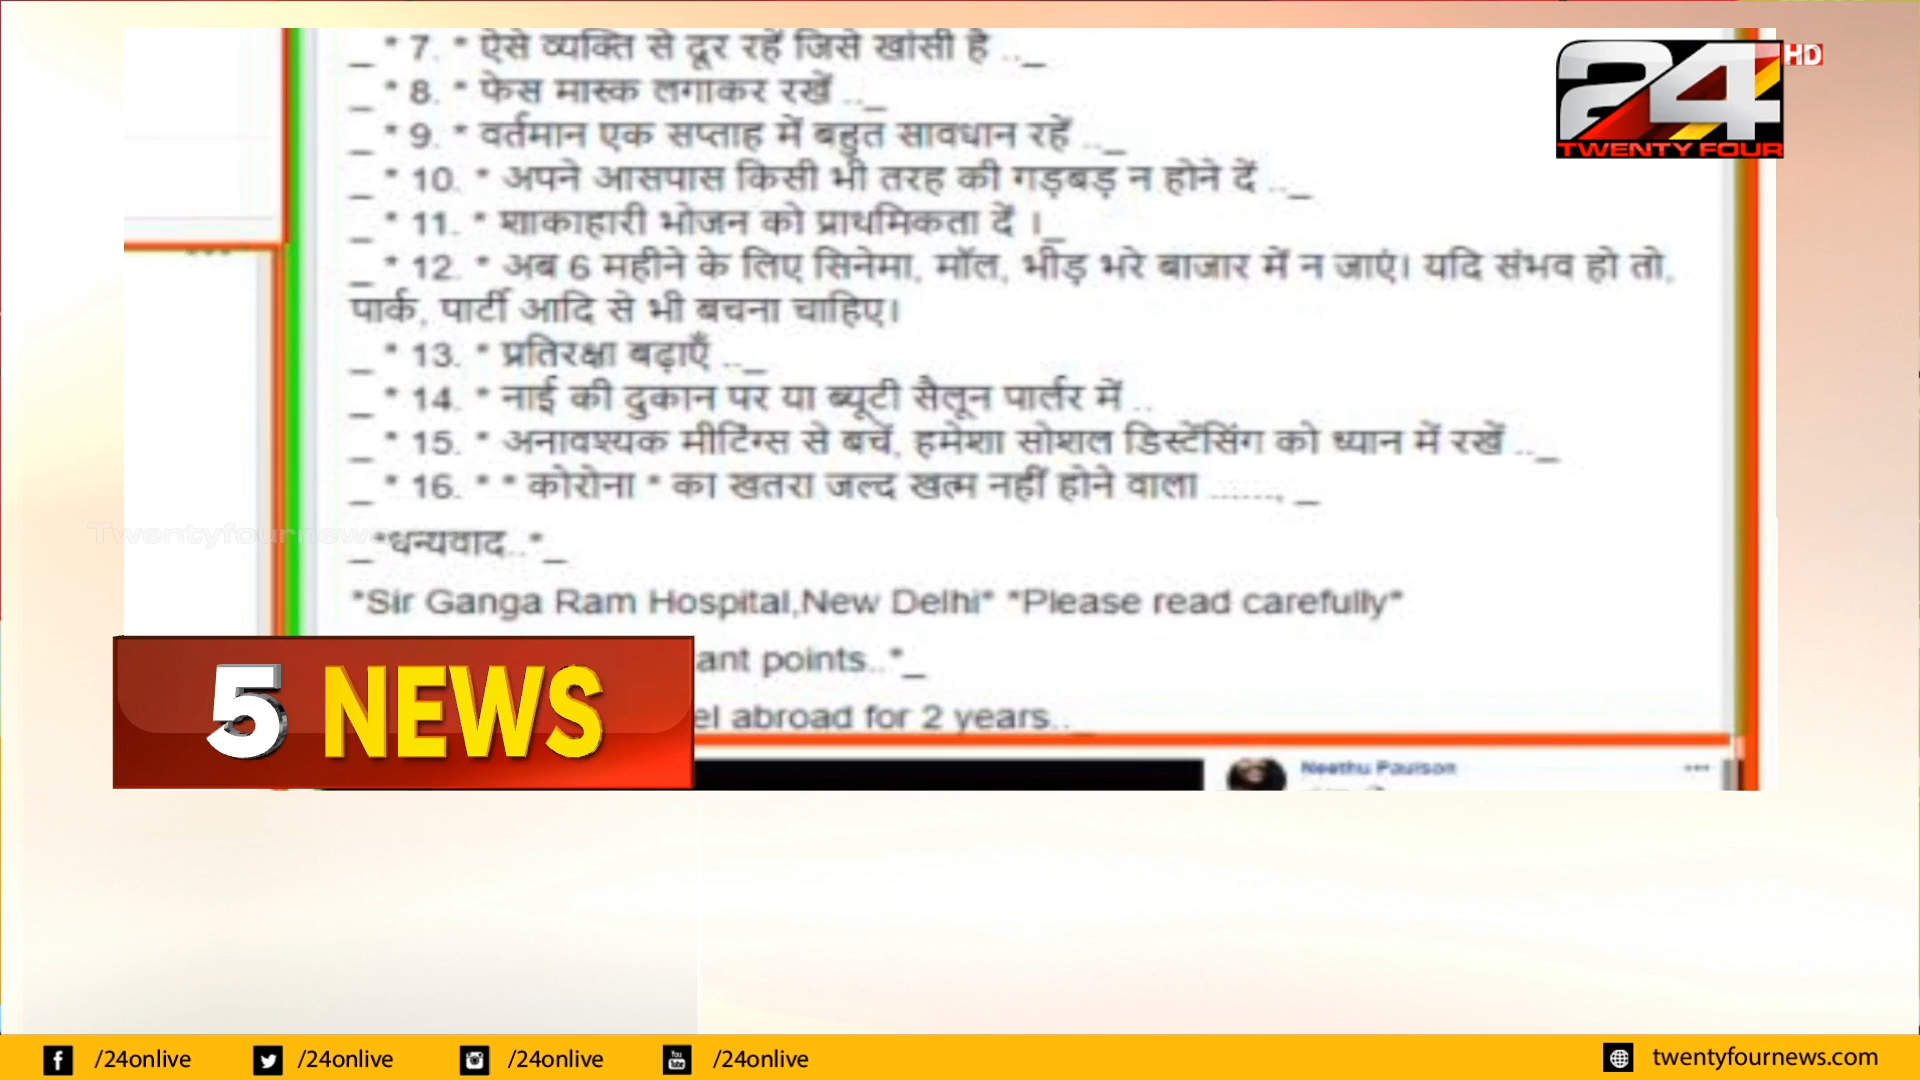 _ * 7. * ऐसे व्यक्ति से दूर रहें जिसे खांसी है .._
_ * 8. * फेस मास्क लगाकर रखें .._
_ * 9. * वर्तमान एक सप्ताह में बहुत सावधान रहें .._
_ * 10. * अपने आसपास किसी भी तरह की गड़बड़ न होने दें .._
_ * 11. * शाकाहारी भोजन को प्राथमिकता दें ।_
_ * 12. * अब 6 महीने के लिए सिनेमा, मॉल, भीड़ भरे बाजार में न जाएं। यदि संभव हो तो,
पार्क, पार्टी आदि से भी बचना चाहिए।
_ * 13. * प्रतिरक्षा बढ़ाएँ .._
_ * 14. * नाई की दुकान पर या ब्यूटी सैलून पार्लर में ..
_ * 15. * अनावश्यक मीटिंग्स से बचें, हमेशा सोशल डिस्टेंसिंग को ध्यान में रखें .._
_ * 16. * * कोरोना * का खतरा जल्द खत्म नहीं होने वाला ......., _
_*धन्यवाद..*_
*Sir Ganga Ram Hospital,New Delhi* *Please read carefully*
ant points..*_
el abroad for 2 years.._
Neethu Paulson
24 HD
TWENTY FOUR
Twentyfournews
5 NEWS
/24onlive
/24onlive
/24onlive
/24onlive
twentyfournews.com